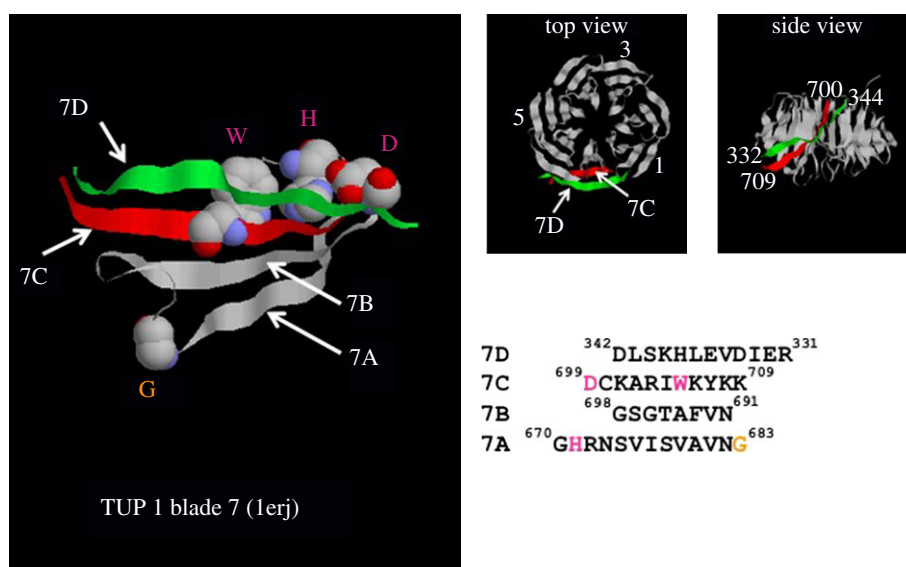 7D
W
H
D
7C
7B
7A
G
TUP 1 blade 7 (1erj)
top view
3
5
1
7D
7C
side view
700
344
332
709
7D 342DLSKHLEVDIER331
7C 699DCKARIWKYKK709
7B 698GSGTAFVN691
7A 670GHRNSVISVAVNG683